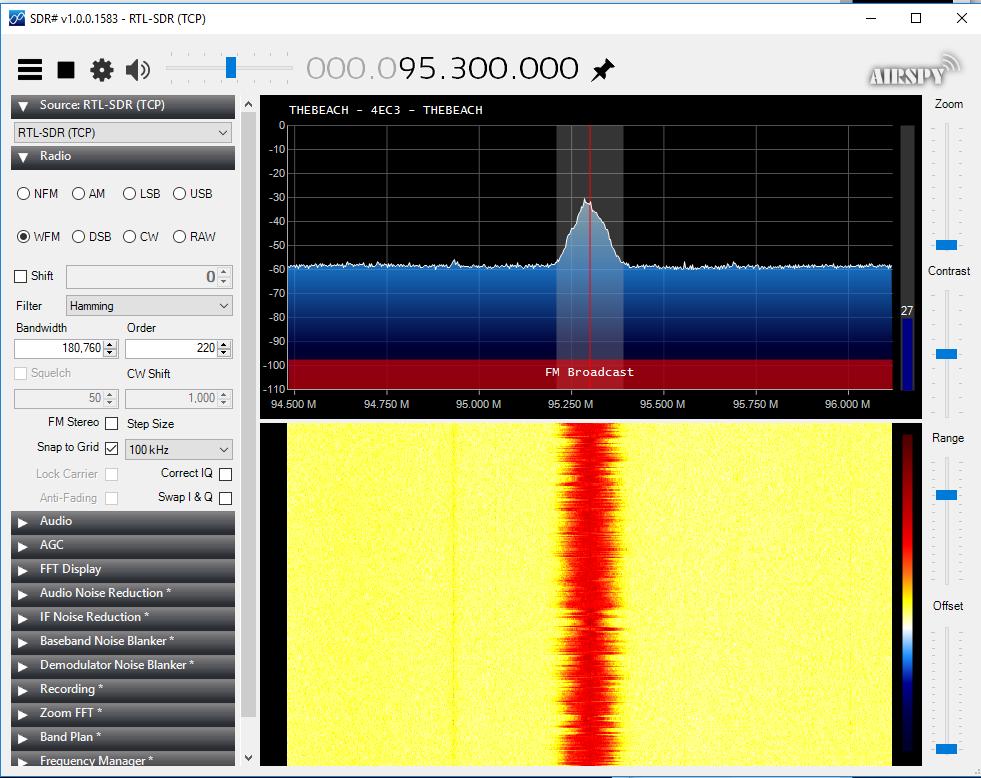 SDR# v1.0.0.1583 - RTL-SDR (TCP)
000.095.300.000
AIRSPY
Source: RTL-SDR (TCP)
RTL-SDR (TCP)
Radio
NFM AM LSB USB
WFM DSB CW RAW
Shift 0
Filter Hamming
Bandwidth Order
180,760 220
Squelch CW Shift
50 1,000
FM Stereo Step Size
Snap to Grid 100 kHz
Lock Carrier Correct IQ
Anti-Fading Swap I & Q
Audio
AGC
FFT Display
Audio Noise Reduction *
IF Noise Reduction *
Baseband Noise Blanker *
Demodulator Noise Blanker *
Recording *
Zoom FFT *
Band Plan *
Frequency Manager *
THEBEACH - 4EC3 - THEBEACH
0
-10
-20
-30
-40
-50
-60
-70
-80
-90
-100
-110
27
FM Broadcast
94.500 M 94.750 M 95.000 M 95.250 M 95.500 M 95.750 M 96.000 M
Zoom
Contrast
Range
Offset